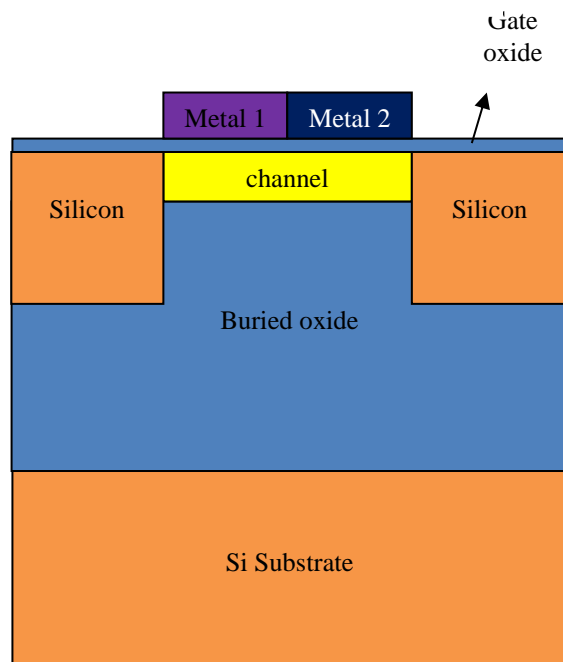 Gate
oxide
Metal 1
Metal 2
channel
Silicon
Silicon
Buried oxide
Si Substrate